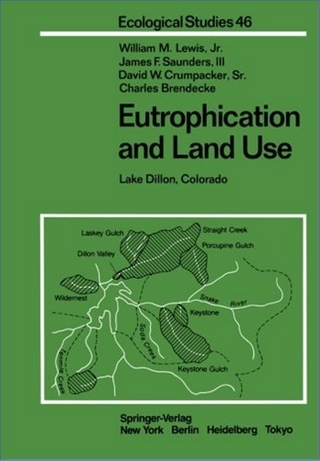 Ecological Studies 46
William M. Lewis, Jr.
James F. Saunders, III
David W. Crumpacker, Sr.
Charles Brendecke
Eutrophication
and Land Use
Lake Dillon, Colorado
Laskey Gulch
Straight Creek
Dillon Valley
Porcupine Gulch
Wildernest
Snake River
Keystone
Soda Creek
Keystone Gulch
Springer-Verlag
New York Berlin Heidelberg Tokyo